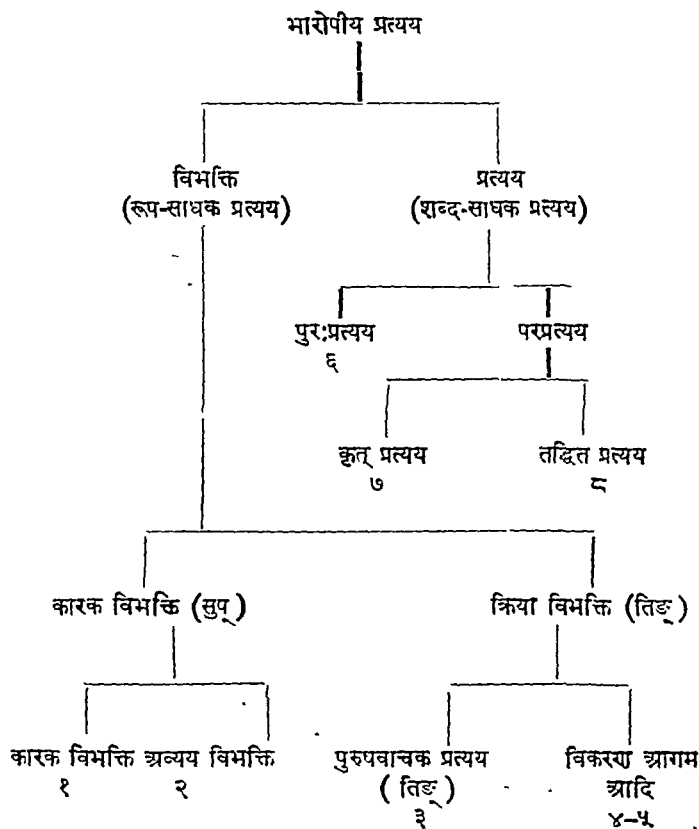 भारोपीय प्रत्यय
विभक्ति प्रत्यय
(रूप-साधक प्रत्यय) (शब्द-साधक प्रत्यय)
पुर:प्रत्यय परप्रत्यय
६
कृत् प्रत्यय तद्धित प्रत्यय
७ ८
कारक विभक्ति (सुप्) क्रिया विभक्ति (तिङ्)
कारक विभक्ति अव्यय विभक्ति पुरुषवाचक प्रत्यय विकरण आगम
१ २ (तिङ्) आदि
३ ४-५